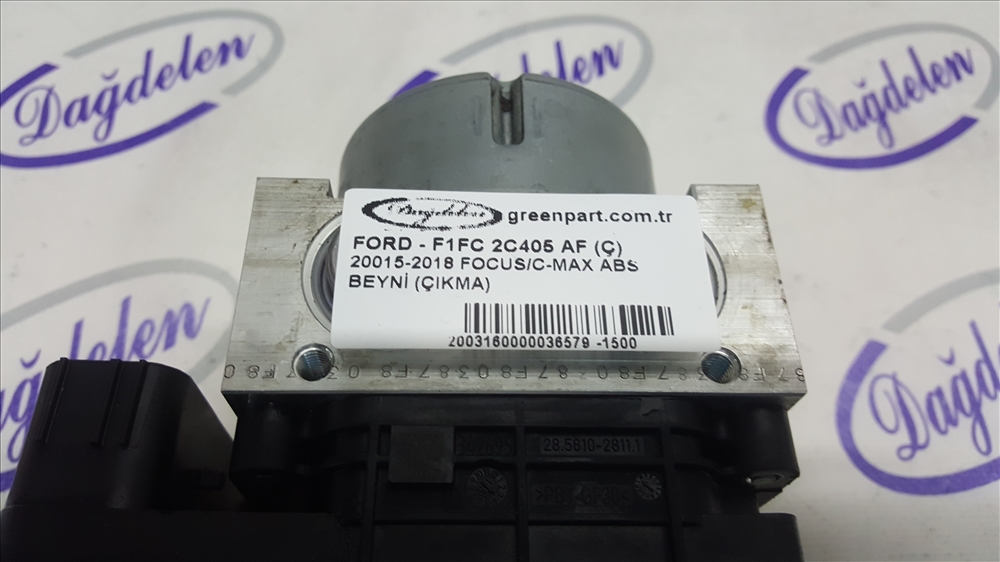 Dağdelen
Dağdelen
Dağdelen
Dağdelen
Dağdelen
Dağdelen greenpart.com.tr
FORD - F1FC 2C405 AF (Ç)
20015-2018 FOCUS/C-MAX ABS
BEYNİ (ÇIKMA)
2003160000036579 -1500
28.5810-2811.1